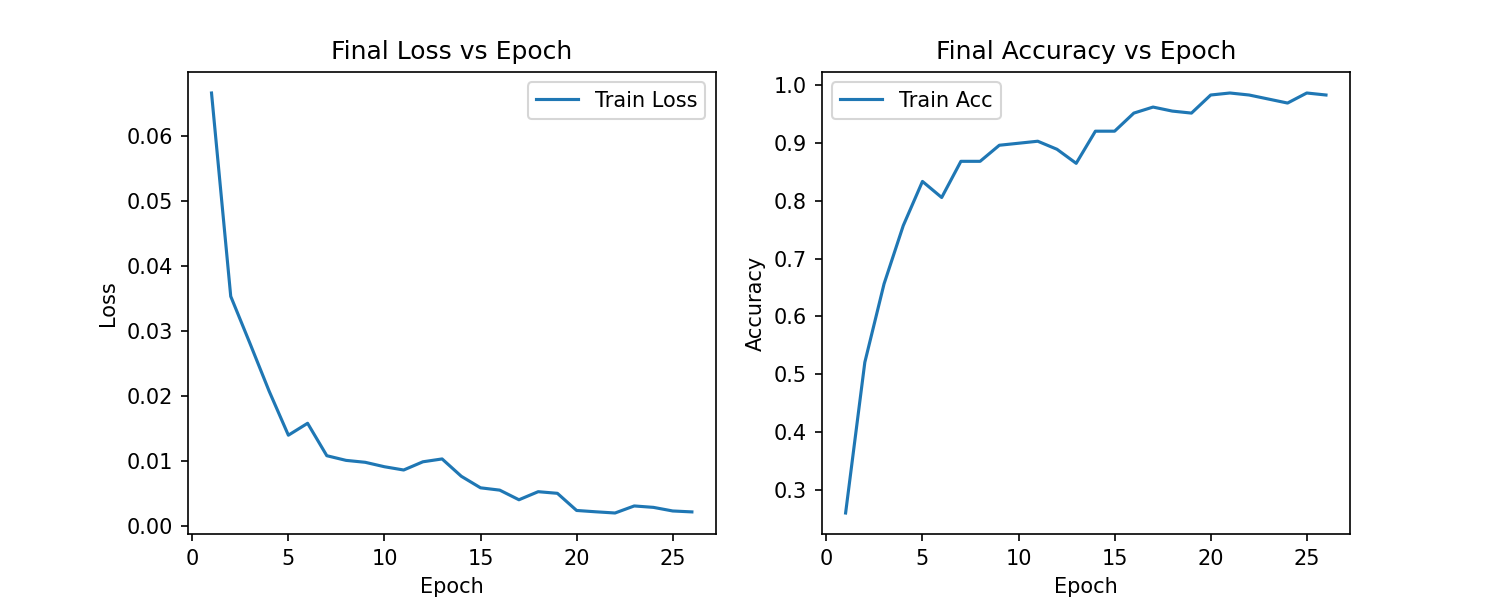 Final Loss vs Epoch
Train Loss
0.06
0.05
0.04
0.03
0.02
0.01
0.00
Loss
0 5 10 15 20 25
Epoch
Final Accuracy vs Epoch
Train Acc
1.0
0.9
0.8
0.7
0.6
0.5
0.4
0.3
Accuracy
0 5 10 15 20 25
Epoch